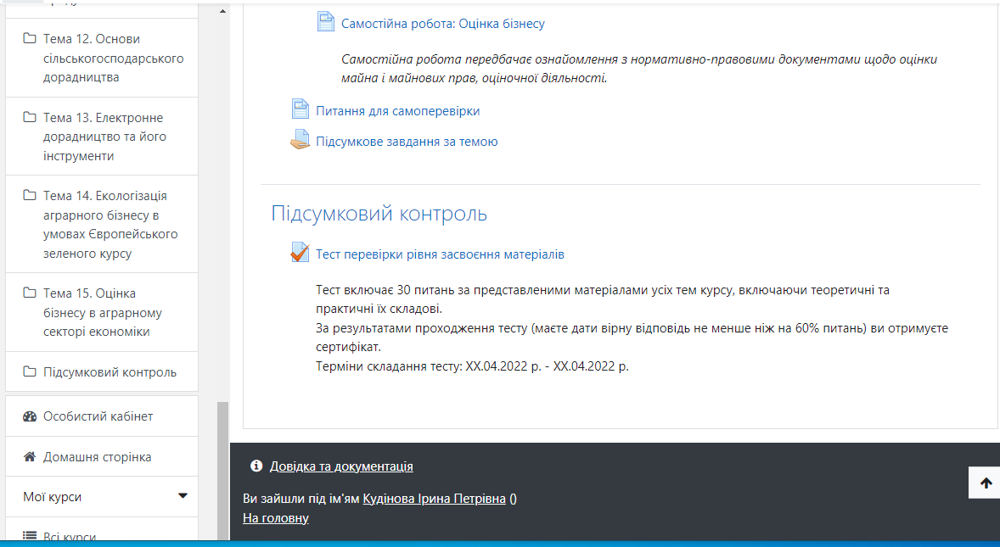 Тема 12. Основи
сільськогосподарського
дорадництва
Тема 13. Електронне
дорадництво та його
інструменти
Тема 14. Екологізація
аграрного бізнесу в
умовах Європейського
зеленого курсу
Тема 15. Оцінка
бізнесу в аграрному
секторі економіки
Підсумковий контроль
Особистий кабінет
Домашня сторінка
Мої курси
Всі курси
Самостійна робота: Оцінка бізнесу
Самостійна робота передбачає ознайомлення з нормативно-правовими документами щодо оцінки
майна і майнових прав, оціночної діяльності.
Питання для самоперевірки
Підсумкове завдання за темою
Підсумковий контроль
Тест перевірки рівня засвоєння матеріалів
Тест включає 30 питань за представленими матеріалами усіх тем курсу, включаючи теоретичні та
практичні їх складові.
За результатами проходження тесту (маєте дати вірну відповідь не менше ніж на 60% питань) ви отримуєте
сертифікат.
Терміни складання тесту: ХХ.04.2022 р. - ХХ.04.2022 р.
Довідка та документація
Ви зайшли під ім'ям Кудінова Ірина Петрівна ()
На головну